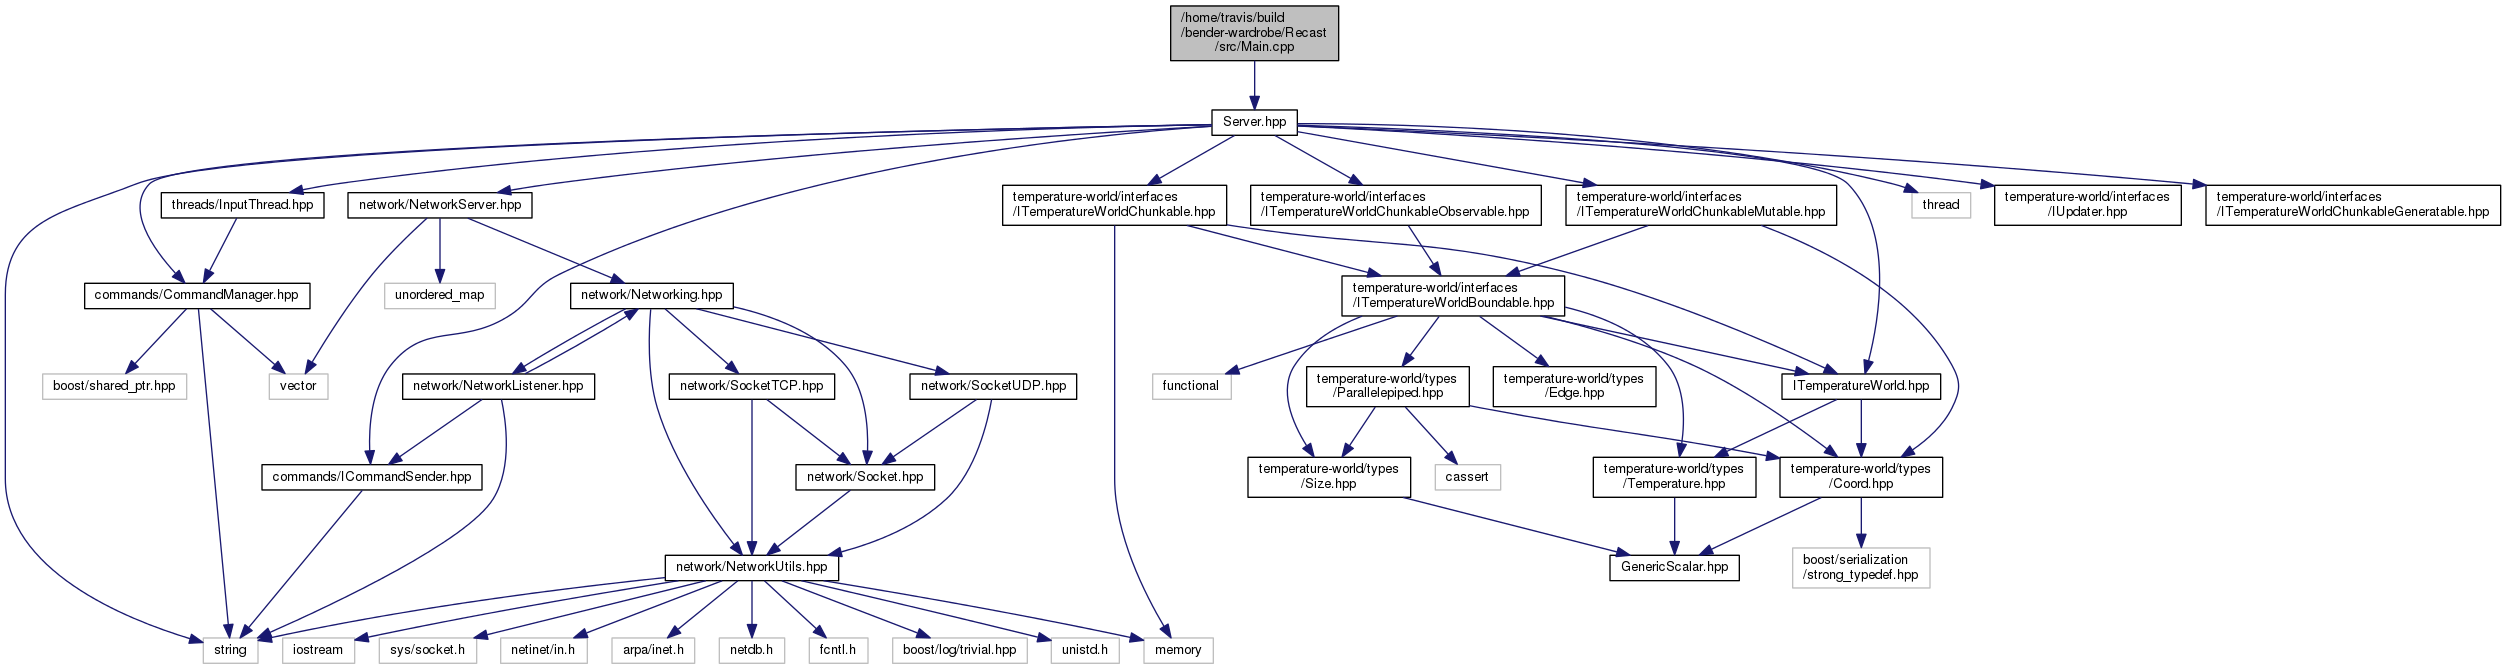 /home/travis/build
/bender-wardrobe/Recast
/src/Main.cpp
Server.hpp
threads/InputThread.hpp
network/NetworkServer.hpp
temperature-world/interfaces
/ITemperatureWorldChunkable.hpp
temperature-world/interfaces
/ITemperatureWorldChunkableObservable.hpp
temperature-world/interfaces
/ITemperatureWorldChunkableMutable.hpp
thread
temperature-world/interfaces
/IUpdater.hpp
temperature-world/interfaces
/ITemperatureWorldChunkableGeneratable.hpp
commands/CommandManager.hpp
unordered_map
network/Networking.hpp
temperature-world/interfaces
/ITemperatureWorldBoundable.hpp
boost/shared_ptr.hpp
vector
network/NetworkListener.hpp
network/SocketTCP.hpp
network/SocketUDP.hpp
functional
temperature-world/types
/Parallelepiped.hpp
temperature-world/types
/Edge.hpp
ITemperatureWorld.hpp
commands/ICommandSender.hpp
network/Socket.hpp
temperature-world/types
/Size.hpp
cassert
temperature-world/types
/Temperature.hpp
temperature-world/types
/Coord.hpp
network/NetworkUtils.hpp
GenericScalar.hpp
boost/serialization
/strong_typedef.hpp
string
iostream
sys/socket.h
netinet/in.h
arpa/inet.h
netdb.h
fcntl.h
boost/log/trivial.hpp
unistd.h
memory